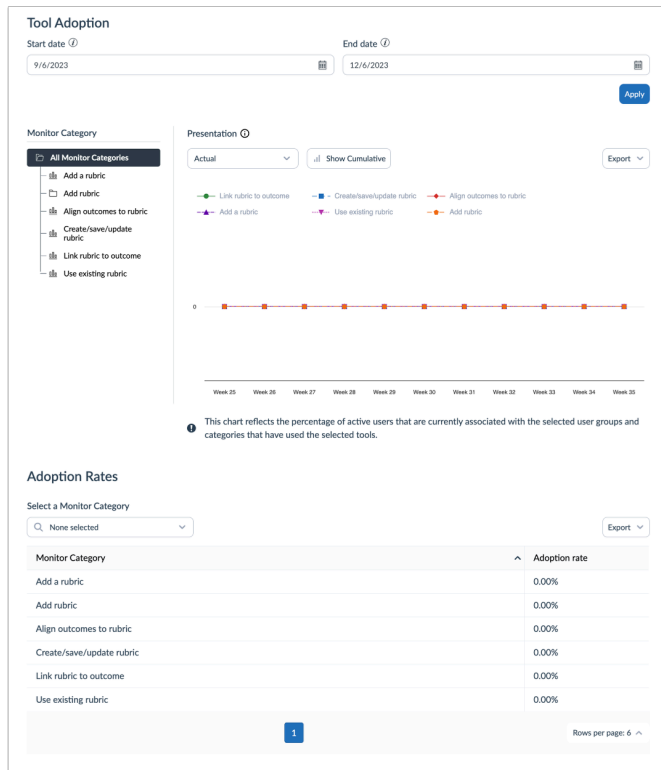 Tool Adoption
Start date
End date
9/6/2023
12/6/2023
Apply
Monitor Category
All Monitor Categories
Add a rubric
Add rubric
Align outcomes to rubric
Create/save/update
rubric
Link rubric to outcome
Use existing rubric
Presentation
Actual
Show Cumulative
Export
Link rubric to outcome
Create/save/update rubric
Align outcomes to rubric
Add a rubric
Use existing rubric
Add rubric
0
Week 25 Week 26 Week 27 Week 28 Week 29 Week 30 Week 31 Week 32 Week 33 Week 34 Week 35
This chart reflects the percentage of active users that are currently associated with the selected user groups and
categories that have used the selected tools.
Adoption Rates
Select a Monitor Category
None selected
Export
Monitor Category Adoption rate
Add a rubric 0.00%
Add rubric 0.00%
Align outcomes to rubric 0.00%
Create/save/update rubric 0.00%
Link rubric to outcome 0.00%
Use existing rubric 0.00%
1
Rows per page: 6